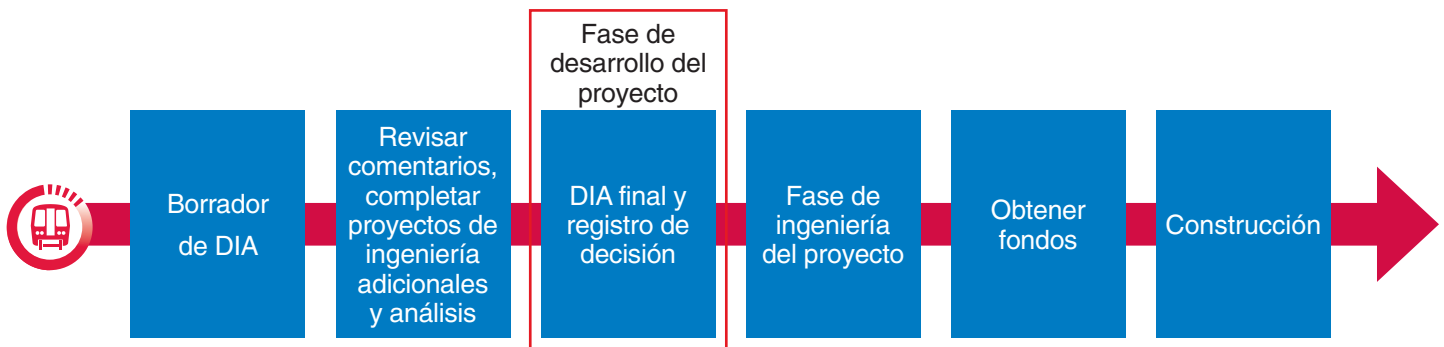 Fase de
desarrollo del
proyecto
Borrador
de DIA
Revisar
comentarios,
completar
proyectos de
ingeniería
adicionales
y análisis
DIA final y
registro de
decisión
Fase de
ingeniería
del proyecto
Obtener
fondos
Construcción